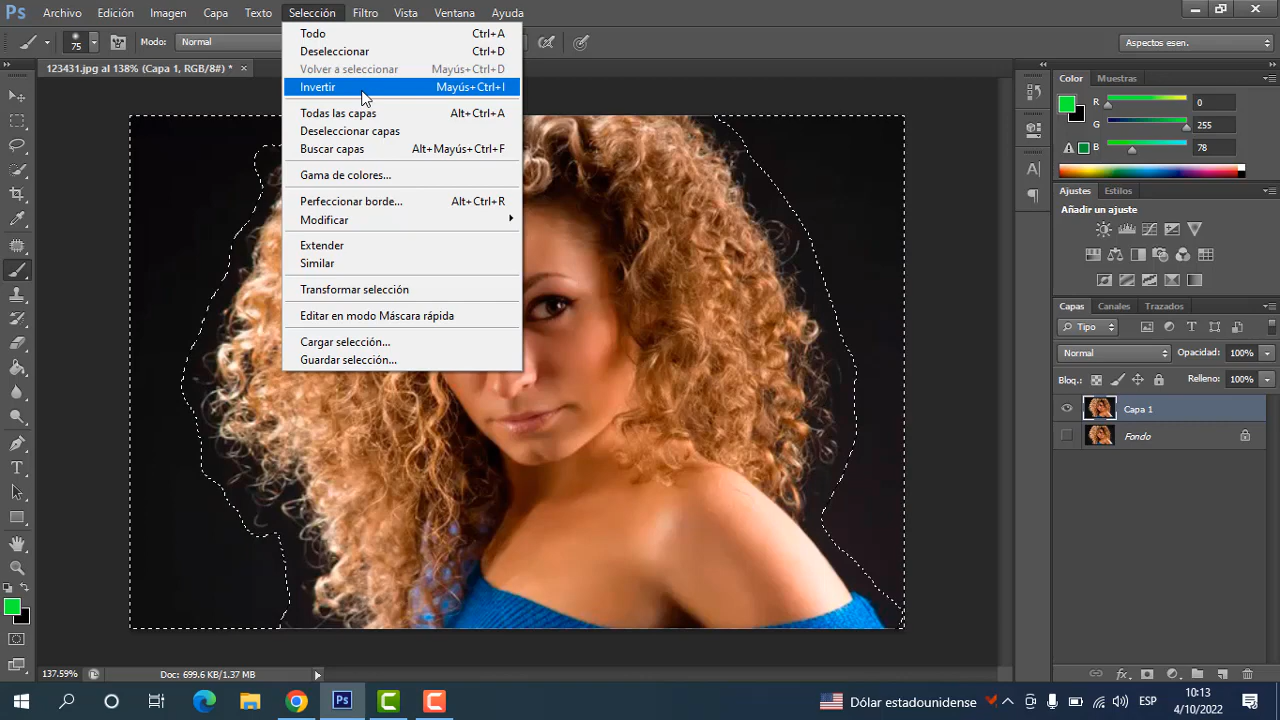 Ps Archivo Edición Imagen Capa Texto Selección Filtro Vista Ventana Ayuda
75 Modo: Normal Aspectos esen.
123431.jpg al 138% (Capa 1, RGB/8#) *
Todo Ctrl+A
Deseleccionar Ctrl+D
Volver a seleccionar Mayús+Ctrl+D
Invertir Mayús+Ctrl+I
Todas las capas Alt+Ctrl+A
Deseleccionar capas
Buscar capas Alt+Mayús+Ctrl+F
Gama de colores...
Perfeccionar borde... Alt+Ctrl+R
Modificar
Extender
Similar
Transformar selección
Editar en modo Máscara rápida
Cargar selección...
Guardar selección...
Color Muestras
R 0
G 255
B 78
Ajustes Estilos
Añadir un ajuste
Capas Canales Trazados
Tipo
Normal Opacidad: 100%
Bloq.: Relleno: 100%
Capa 1
Fondo
137.59% Doc: 699.6 KB/1.37 MB
Ps Dólar estadounidense ESP 10:13
4/10/2022